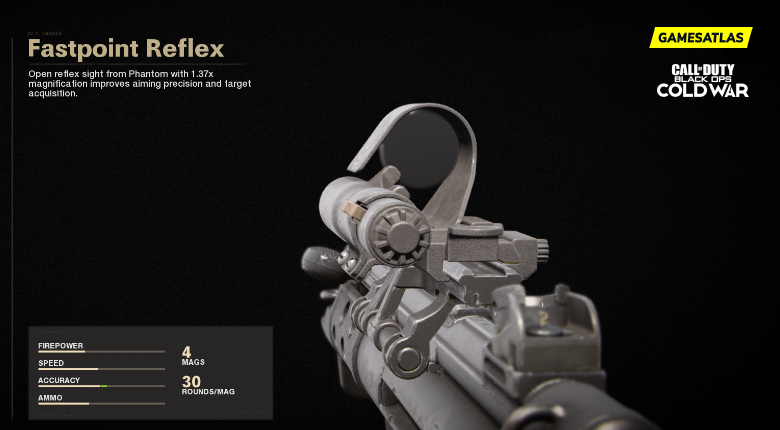 Fastpoint Reflex
Open reflex sight from Phantom with 1.37x
magnification improves aiming precision and target
acquisition.
GAMESATLAS
CALL OF DUTY
BLACK OPS
COLD WAR
2
FIREPOWER
SPEED
ACCURACY
AMMO
4
MAGS
30
ROUNDS/MAG